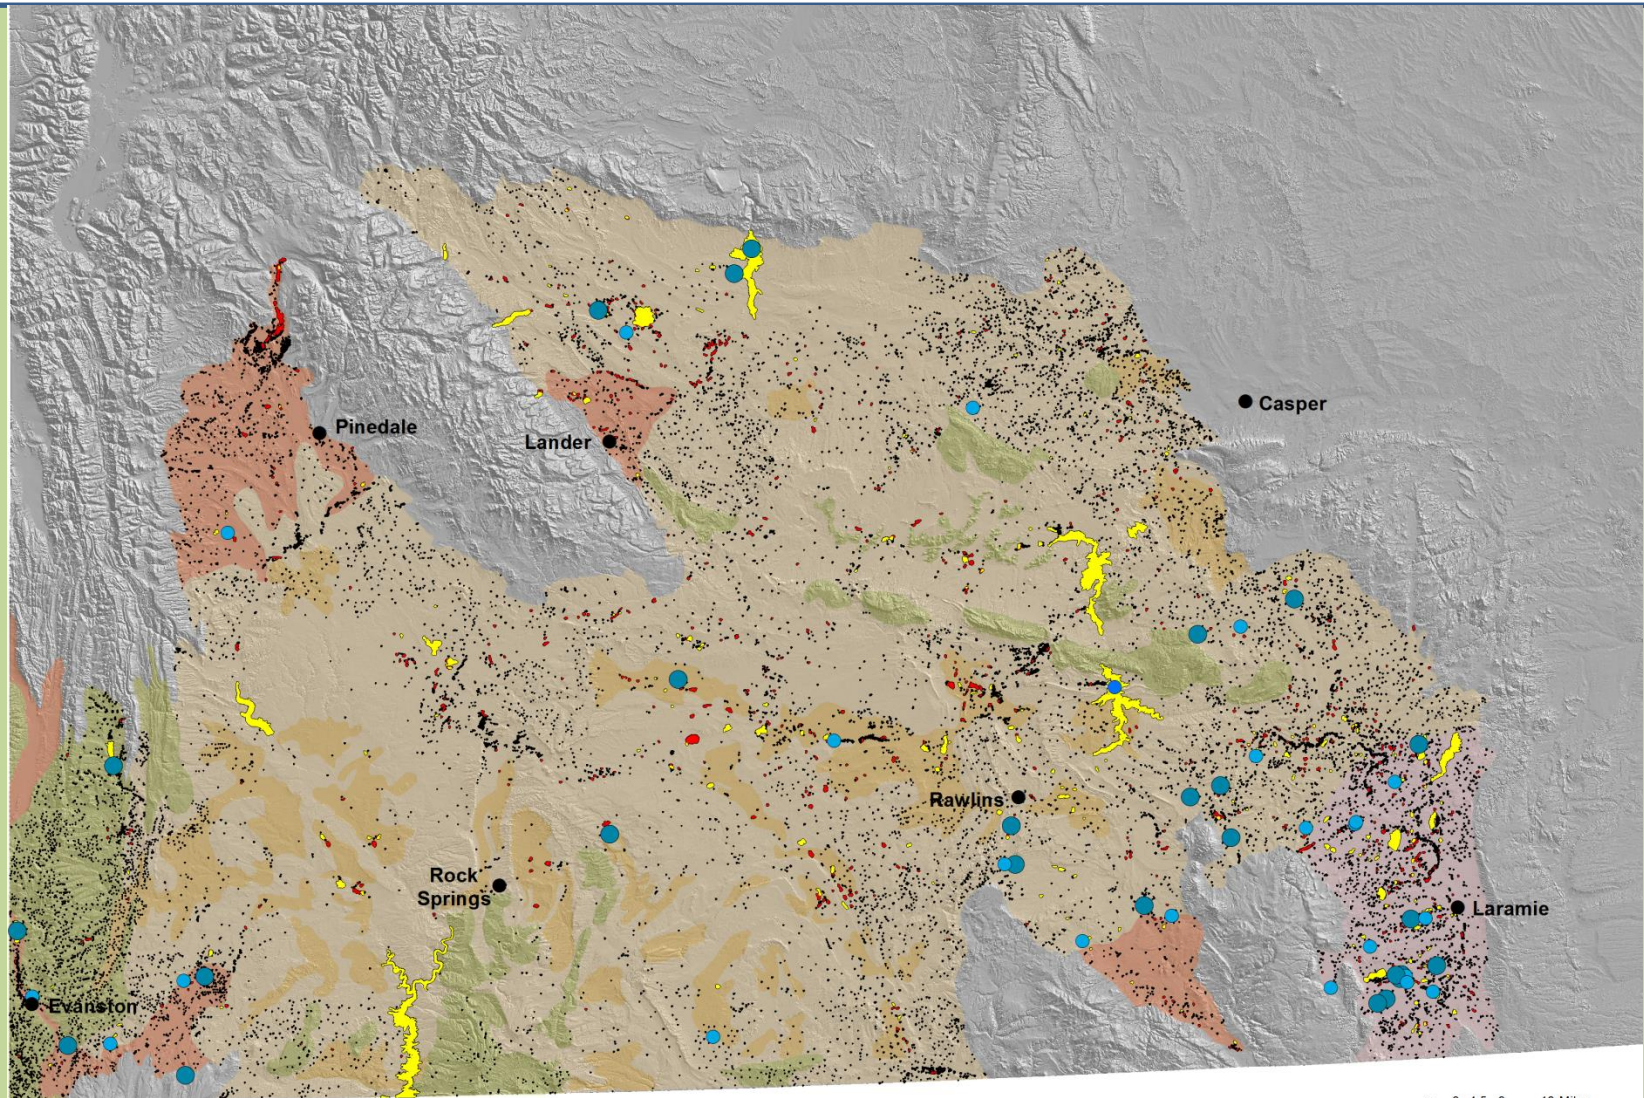 Pinedale
Lander
Casper
Rawlins
Rock
Springs
Laramie
Evanston